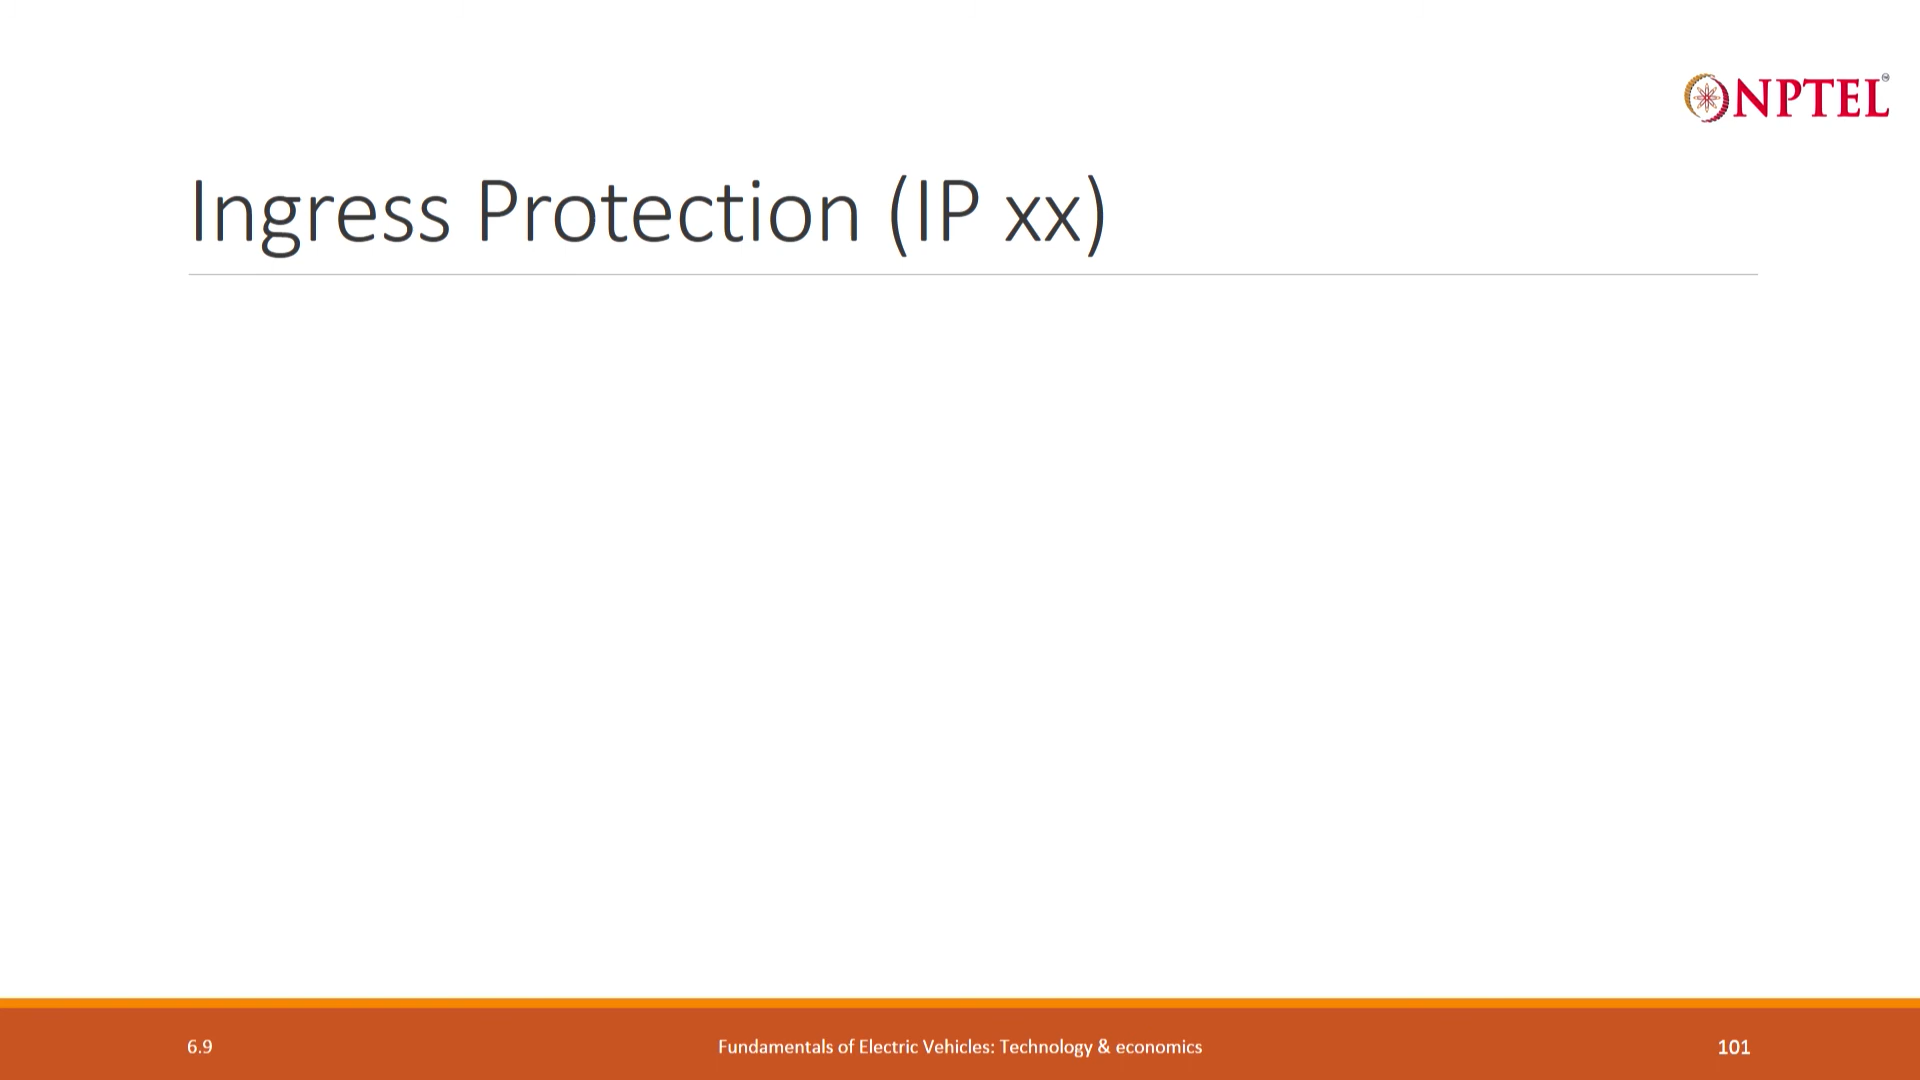 NPTEL
Ingress Protection (IP xx)
6.9
Fundamentals of Electric Vehicles: Technology & economics
101